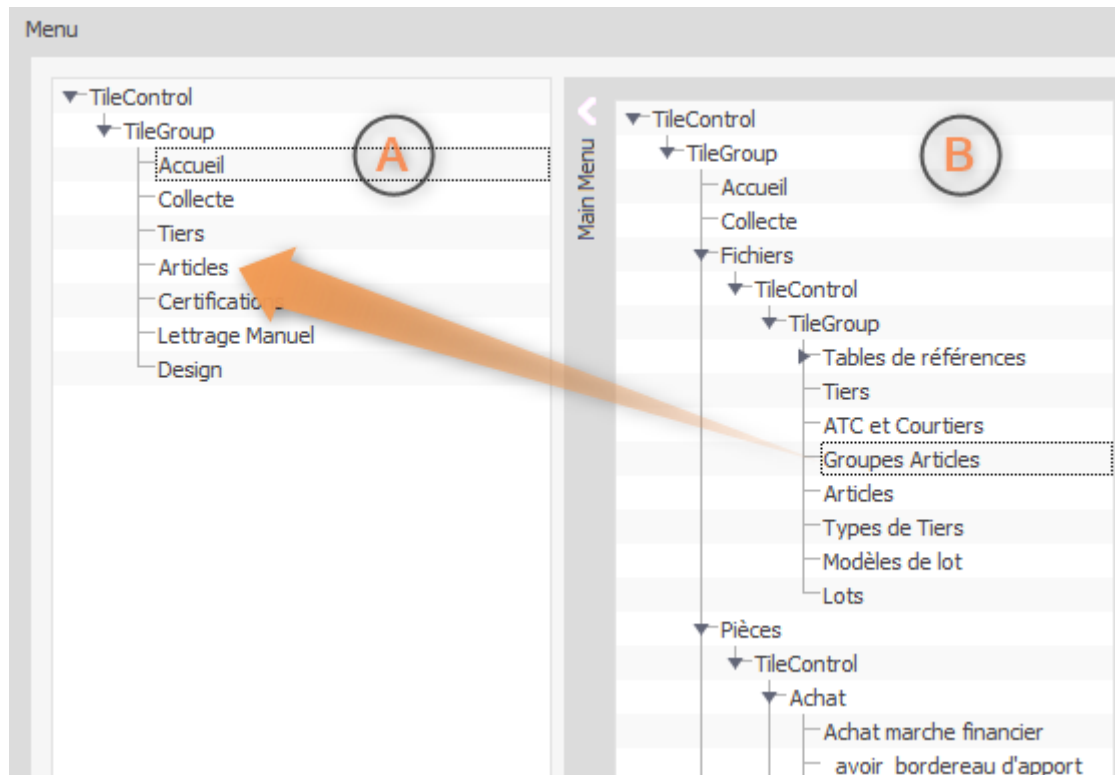 Menu
TileControl
TileGroup
Accueil
Collecte
Tiers
Articles
Certifications
Lettrage Manuel
Design
A
Main Menu
TileControl
TileGroup
Accueil
Collecte
Fichiers
TileControl
TileGroup
Tables de références
Tiers
ATC et Courtiers
Groupes Articles
Articles
Types de Tiers
Modèles de lot
Lots
Pièces
TileControl
Achat
Achat marche financier
avoir bordereau d'apport
B